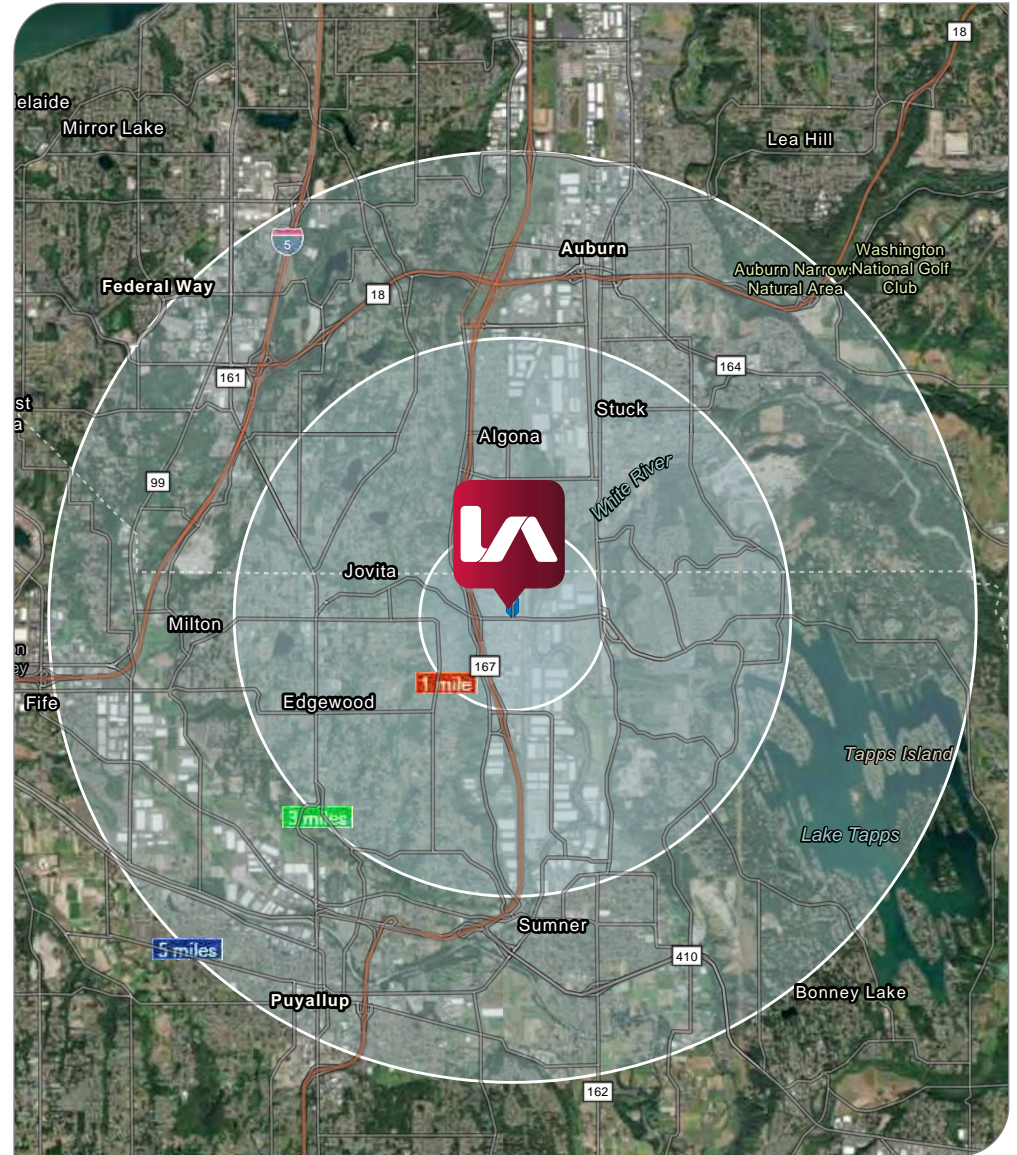 18
elaide
Mirror Lake
Lea Hill
5
Auburn
Washington
National Golf
Club
Auburn Narrows
Natural Area
Federal Way
18
161
164
st
a
Stuck
Algona
White River
99
LA
Jovita
Milton
167
1 mile
Edgewood
Fife
Tapps Island
3 miles
Lake Tapps
Sumner
5 miles
410
Bonney Lake
Puyallup
162